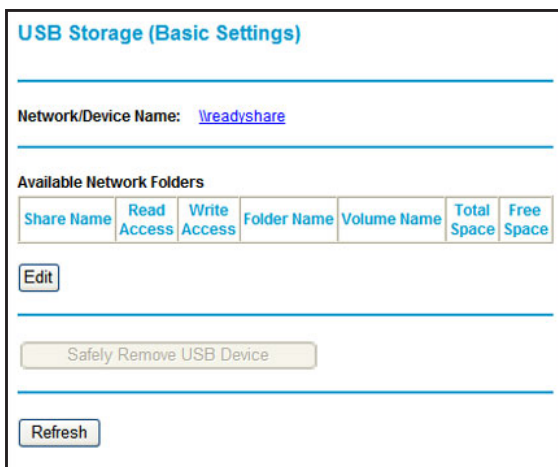 USB Storage (Basic Settings)
Network/Device Name: \\readyshare
Available Network Folders
Share Name Read Access Write Access Folder Name Volume Name Total Space Free Space
Edit
Safely Remove USB Device
Refresh